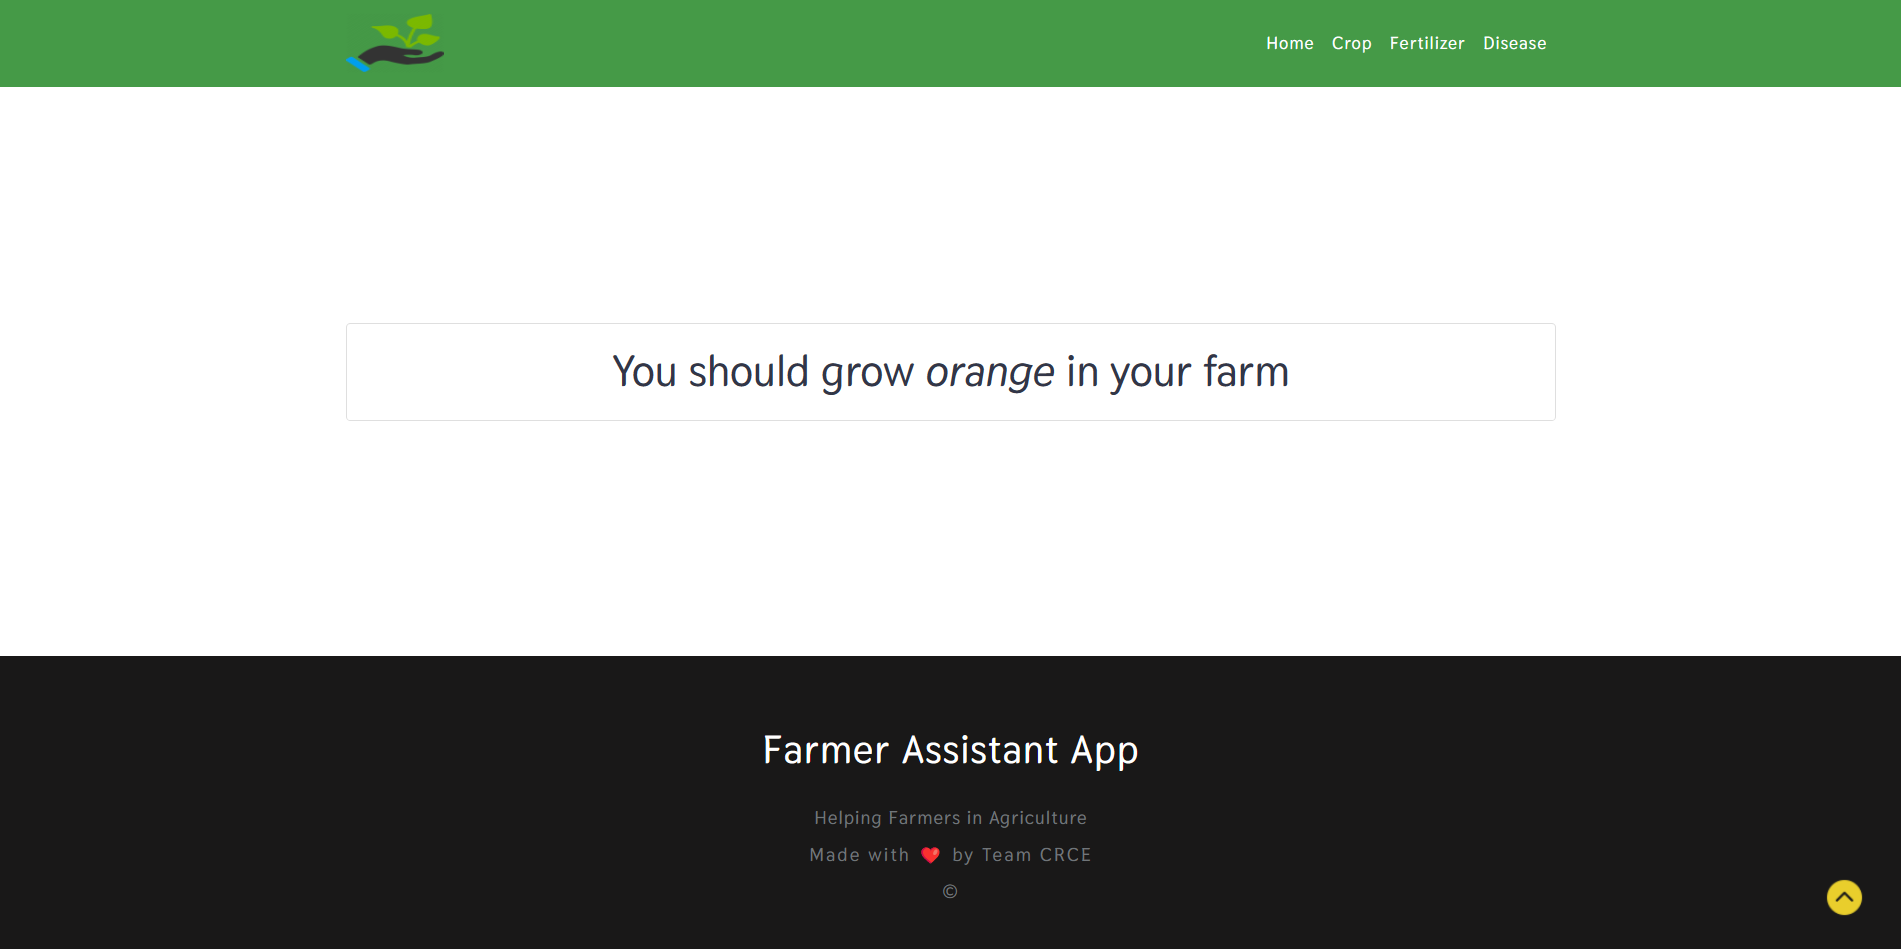 Home Crop Fertilizer Disease
You should grow orange in your farm
Farmer Assistant App
Helping Farmers in Agriculture
Made with ❤️ by Team CRCE
©